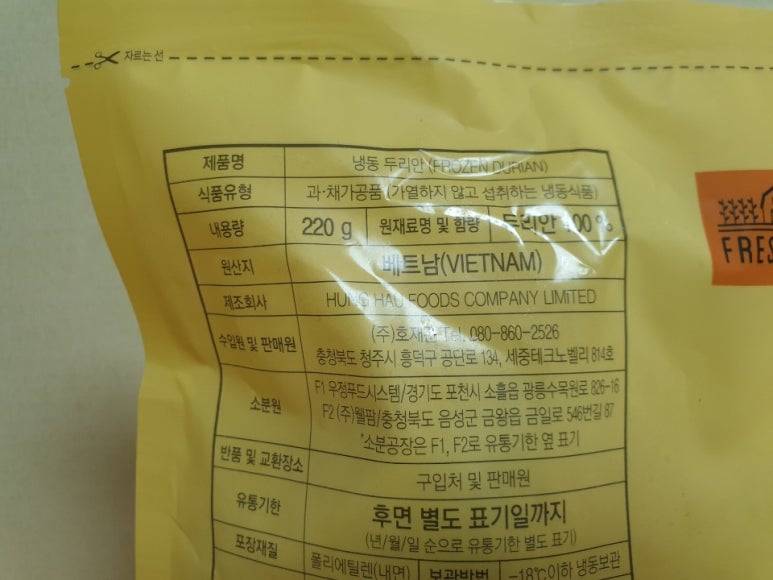 자르는 선
제품명 냉동 두리안(FROZEN DURIAN)
식품유형 과·채가공품(가열하지 않고 섭취하는 냉동식품)
내용량 220 g 원재료명 및 함량 두리안 100 %
원산지 베트남(VIETNAM)
제조회사 HUNG HAU FOODS COMPANY LIMITED
수입원 및 판매원 (주)호재 Tel. 080-860-2526
충청북도 청주시 흥덕구 공단로 134, 세중테크노밸리 814호
소분원 F1 우정푸드시스템/경기도 포천시 소흘읍 광릉수목원로 826-16
F2 (주)웰팜/충청북도 음성군 금왕읍 금일로 546번길 87
*소분공장은 F1, F2로 유통기한 옆 표기
반품 및 교환장소 구입처 및 판매원
유통기한 후면 별도 표기일까지
(년/월/일 순으로 유통기한 별도 표기)
포장재질 폴리에틸렌(내면) 보관방법 -18℃이하 냉동보관
FRES